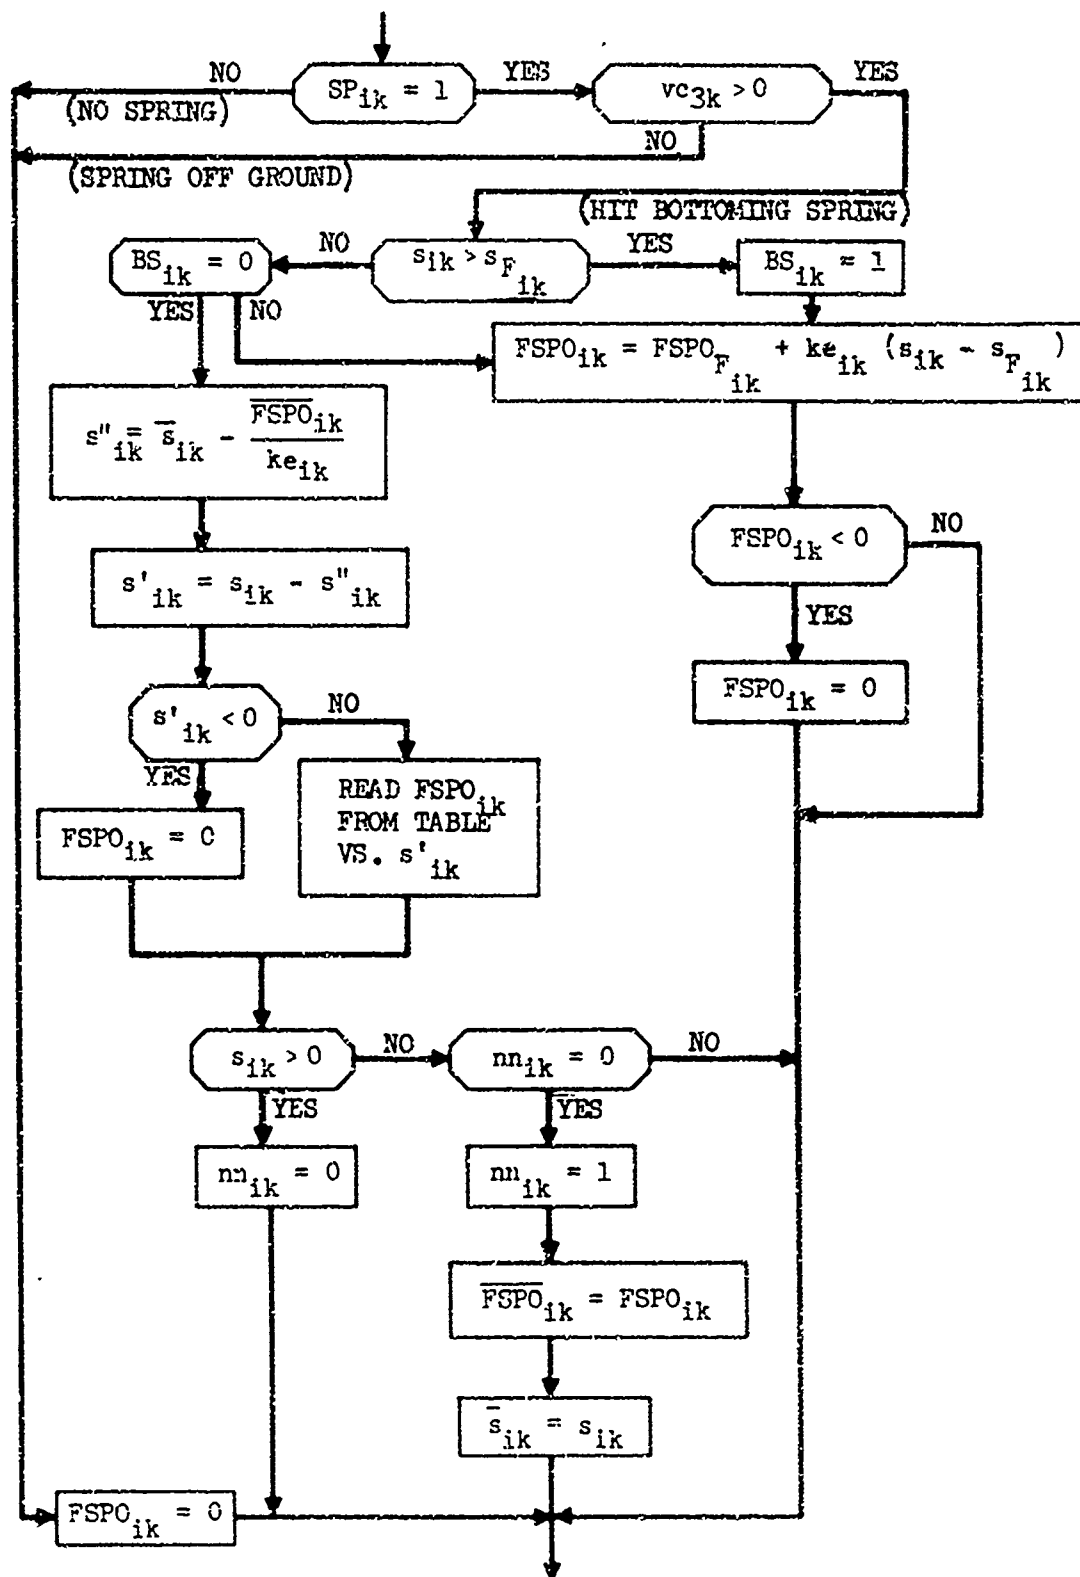 SP_ik = 1
YES
vc_3k > 0
YES
NO
(NO SPRING)
NO
(SPRING OFF GROUND)
(HIT BOTTOMING SPRING)
BS_ik = 0
NO
s_ik > s_F_ik
YES
BS_ik = 1
YES
NO
FSPO_ik = FSPO_F_ik + ke_ik (s_ik - s_F_ik)
s"_ik = s̅_ik - F̅S̅P̅O̅_ik / ke_ik
FSPO_ik < 0
NO
s'_ik = s_ik - s"_ik
YES
FSPO_ik = 0
s'_ik < 0
NO
YES
READ FSPO_ik
FROM TABLE
VS. s'_ik
FSPO_ik = 0
s_ik > 0
NO
nn_ik = 0
NO
YES
YES
nn_ik = 0
nn_ik = 1
F̅S̅P̅O̅_ik = FSPO_ik
s̅_ik = s_ik
FSPO_ik = 0